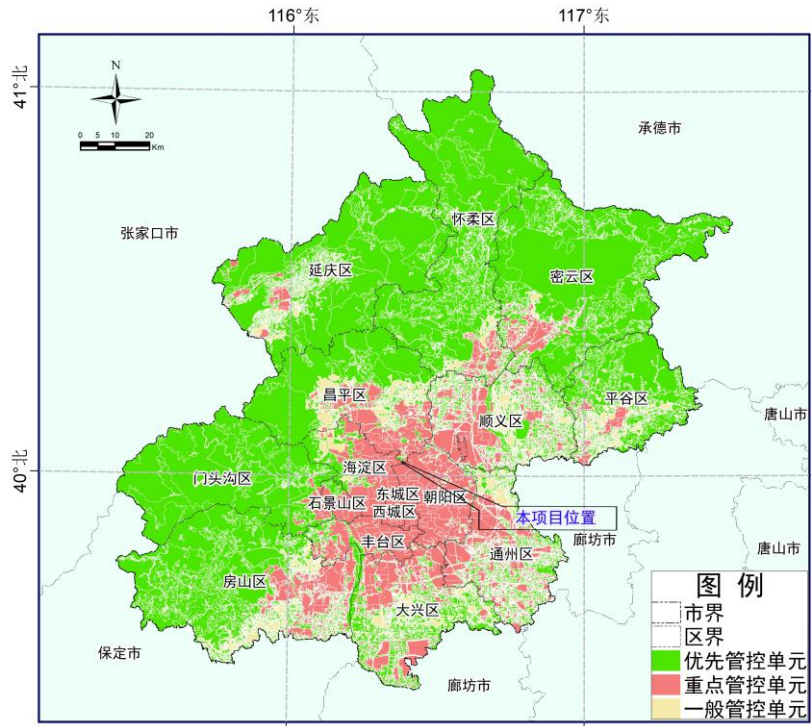 116°东
117°东
41°北
N
0 5 10 20
Km
承德市
怀柔区
张家口市
延庆区
密云区
昌平区
平谷区
顺义区
唐山市
40°北
海淀区
门头沟区
东城区
朝阳区
石景山区
西城区
本项目位置
丰台区
廊坊市
唐山市
通州区
房山区
大兴区
保定市
廊坊市
图 例
市界
区界
优先管控单元
重点管控单元
一般管控单元